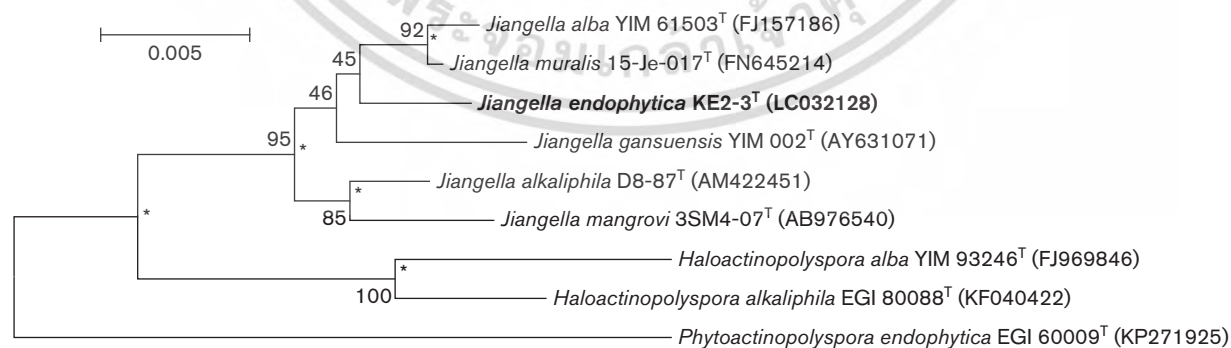 92
Jiangella alba YIM 61503ᵀ (FJ157186)
*
0.005
45
Jiangella muralis 15-Je-017ᵀ (FN645214)
46
Jiangella endophytica KE2-3ᵀ (LC032128)
95
*
Jiangella gansuensis YIM 002ᵀ (AY631071)
*
Jiangella alkaliphila D8-87ᵀ (AM422451)
*
85
Jiangella mangrovi 3SM4-07ᵀ (AB976540)
*
Haloactinopolyspora alba YIM 93246ᵀ (FJ969846)
100
Haloactinopolyspora alkaliphila EGI 80088ᵀ (KF040422)
Phytoactinopolyspora endophytica EGI 60009ᵀ (KP271925)